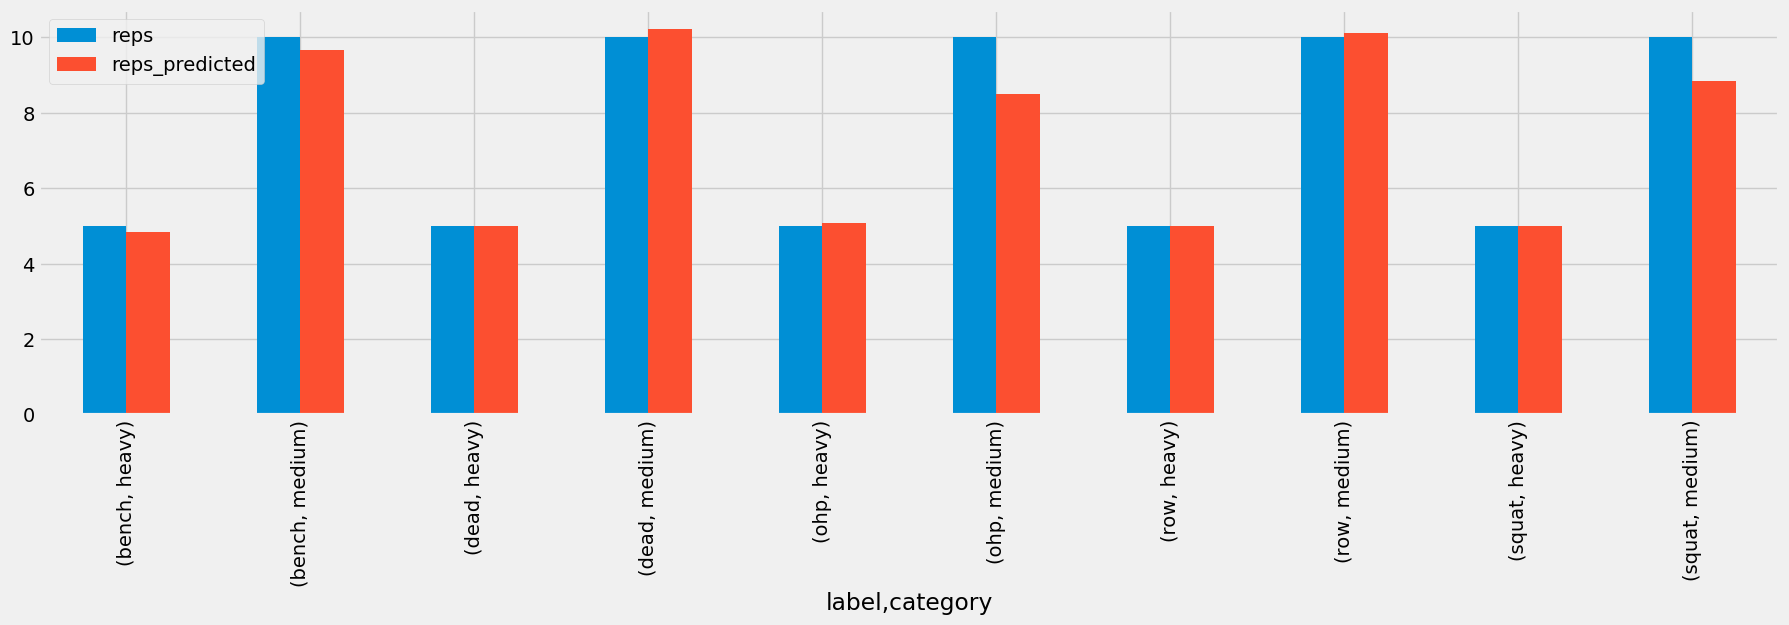 reps
reps_predicted
10
8
6
4
2
0
(bench, heavy)
(bench, medium)
(dead, heavy)
(dead, medium)
(ohp, heavy)
(ohp, medium)
(row, heavy)
(row, medium)
(squat, heavy)
(squat, medium)
label,category